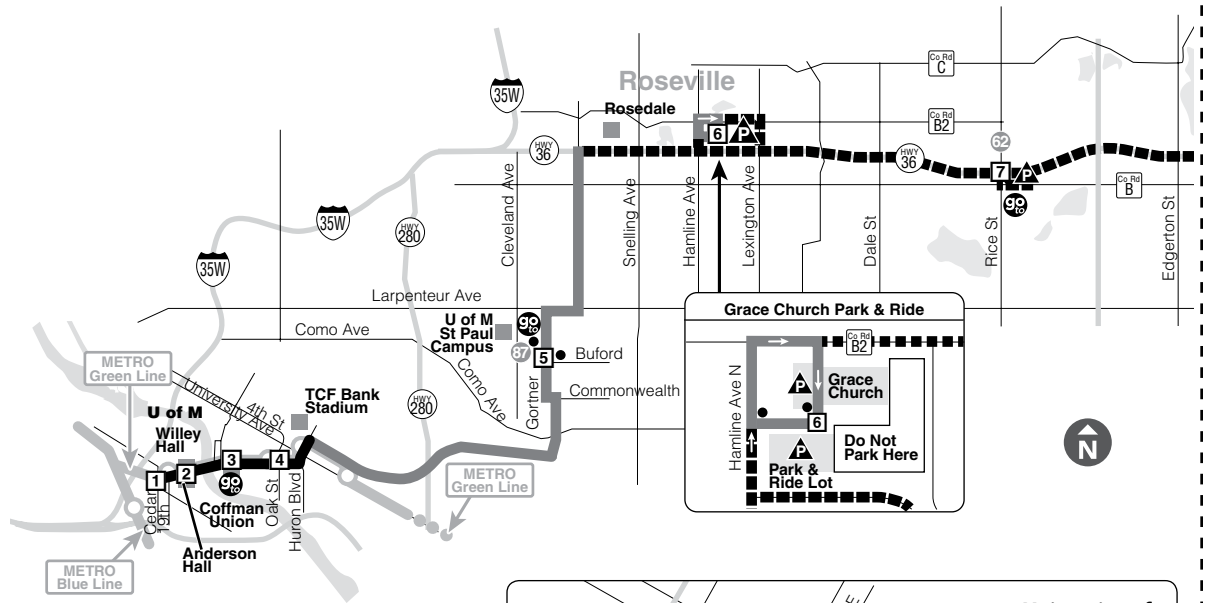 35W
Roseville
Rosedale
Co Rd
C
Co Rd
B2
HWY
36
6
P
62
HWY
36
7
P
Co Rd
B
go
to
35W
35W
HWY
280
Cleveland Ave
Snelling Ave
Hamline Ave
Lexington Ave
Dale St
Rice St
Edgerton St
Larpenteur Ave
Como Ave
U of M
St Paul
Campus
go
to
87
5
Buford
Gortner
Commonwealth
Como Ave
HWY
280
Grace Church Park & Ride
Co Rd
B2
P
Grace
Church
6
Hamline Ave N
P
Park &
Ride Lot
Do Not
Park Here
N
METRO
Green Line
4th St
University Ave
TCF Bank
Stadium
U of M
Willey
Hall
1
2
3
4
go
to
Coffman
Union
Oak St
Huron Blvd
Cedar
19th
Anderson
Hall
METRO
Green Line
METRO
Blue Line